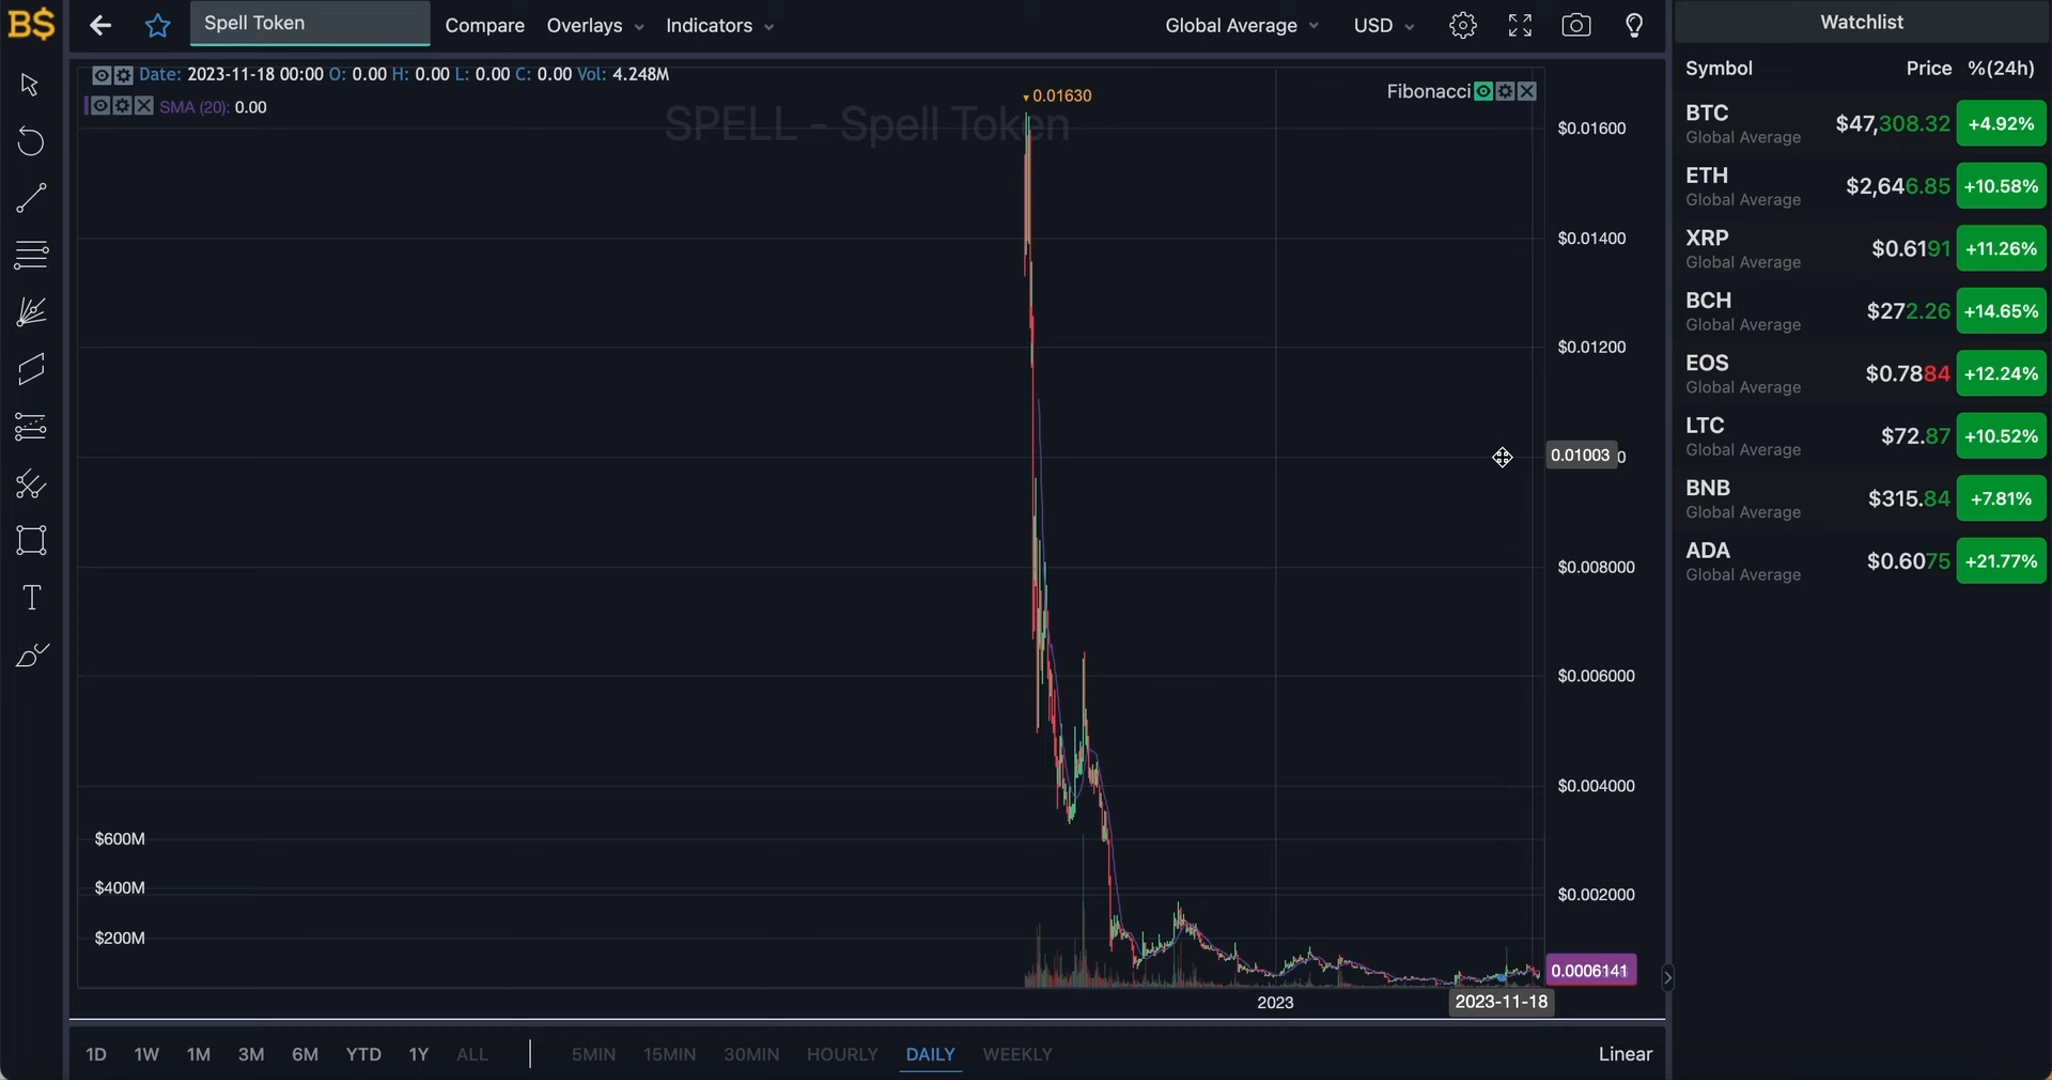 B$
Spell Token
Compare
Overlays
Indicators
Global Average
USD
Watchlist
Date: 2023-11-18 00:00 O: 0.00 H: 0.00 L: 0.00 C: 0.00 Vol: 4.248M
SMA (20): 0.00
SPELL - Spell Token
0.01630
Fibonacci
$0.01600
$0.01400
$0.01200
0.01003
0
$0.008000
$0.006000
$0.004000
$0.002000
0.0006141
$600M
$400M
$200M
2023
2023-11-18
1D 1W 1M 3M 6M YTD 1Y ALL
5MIN 15MIN 30MIN HOURLY DAILY WEEKLY
Linear
Symbol Price %(24h)
BTC $47,308.32 +4.92%
Global Average
ETH $2,646.85 +10.58%
Global Average
XRP $0.6191 +11.26%
Global Average
BCH $272.26 +14.65%
Global Average
EOS $0.7884 +12.24%
Global Average
LTC $72.87 +10.52%
Global Average
BNB $315.84 +7.81%
Global Average
ADA $0.6075 +21.77%
Global Average